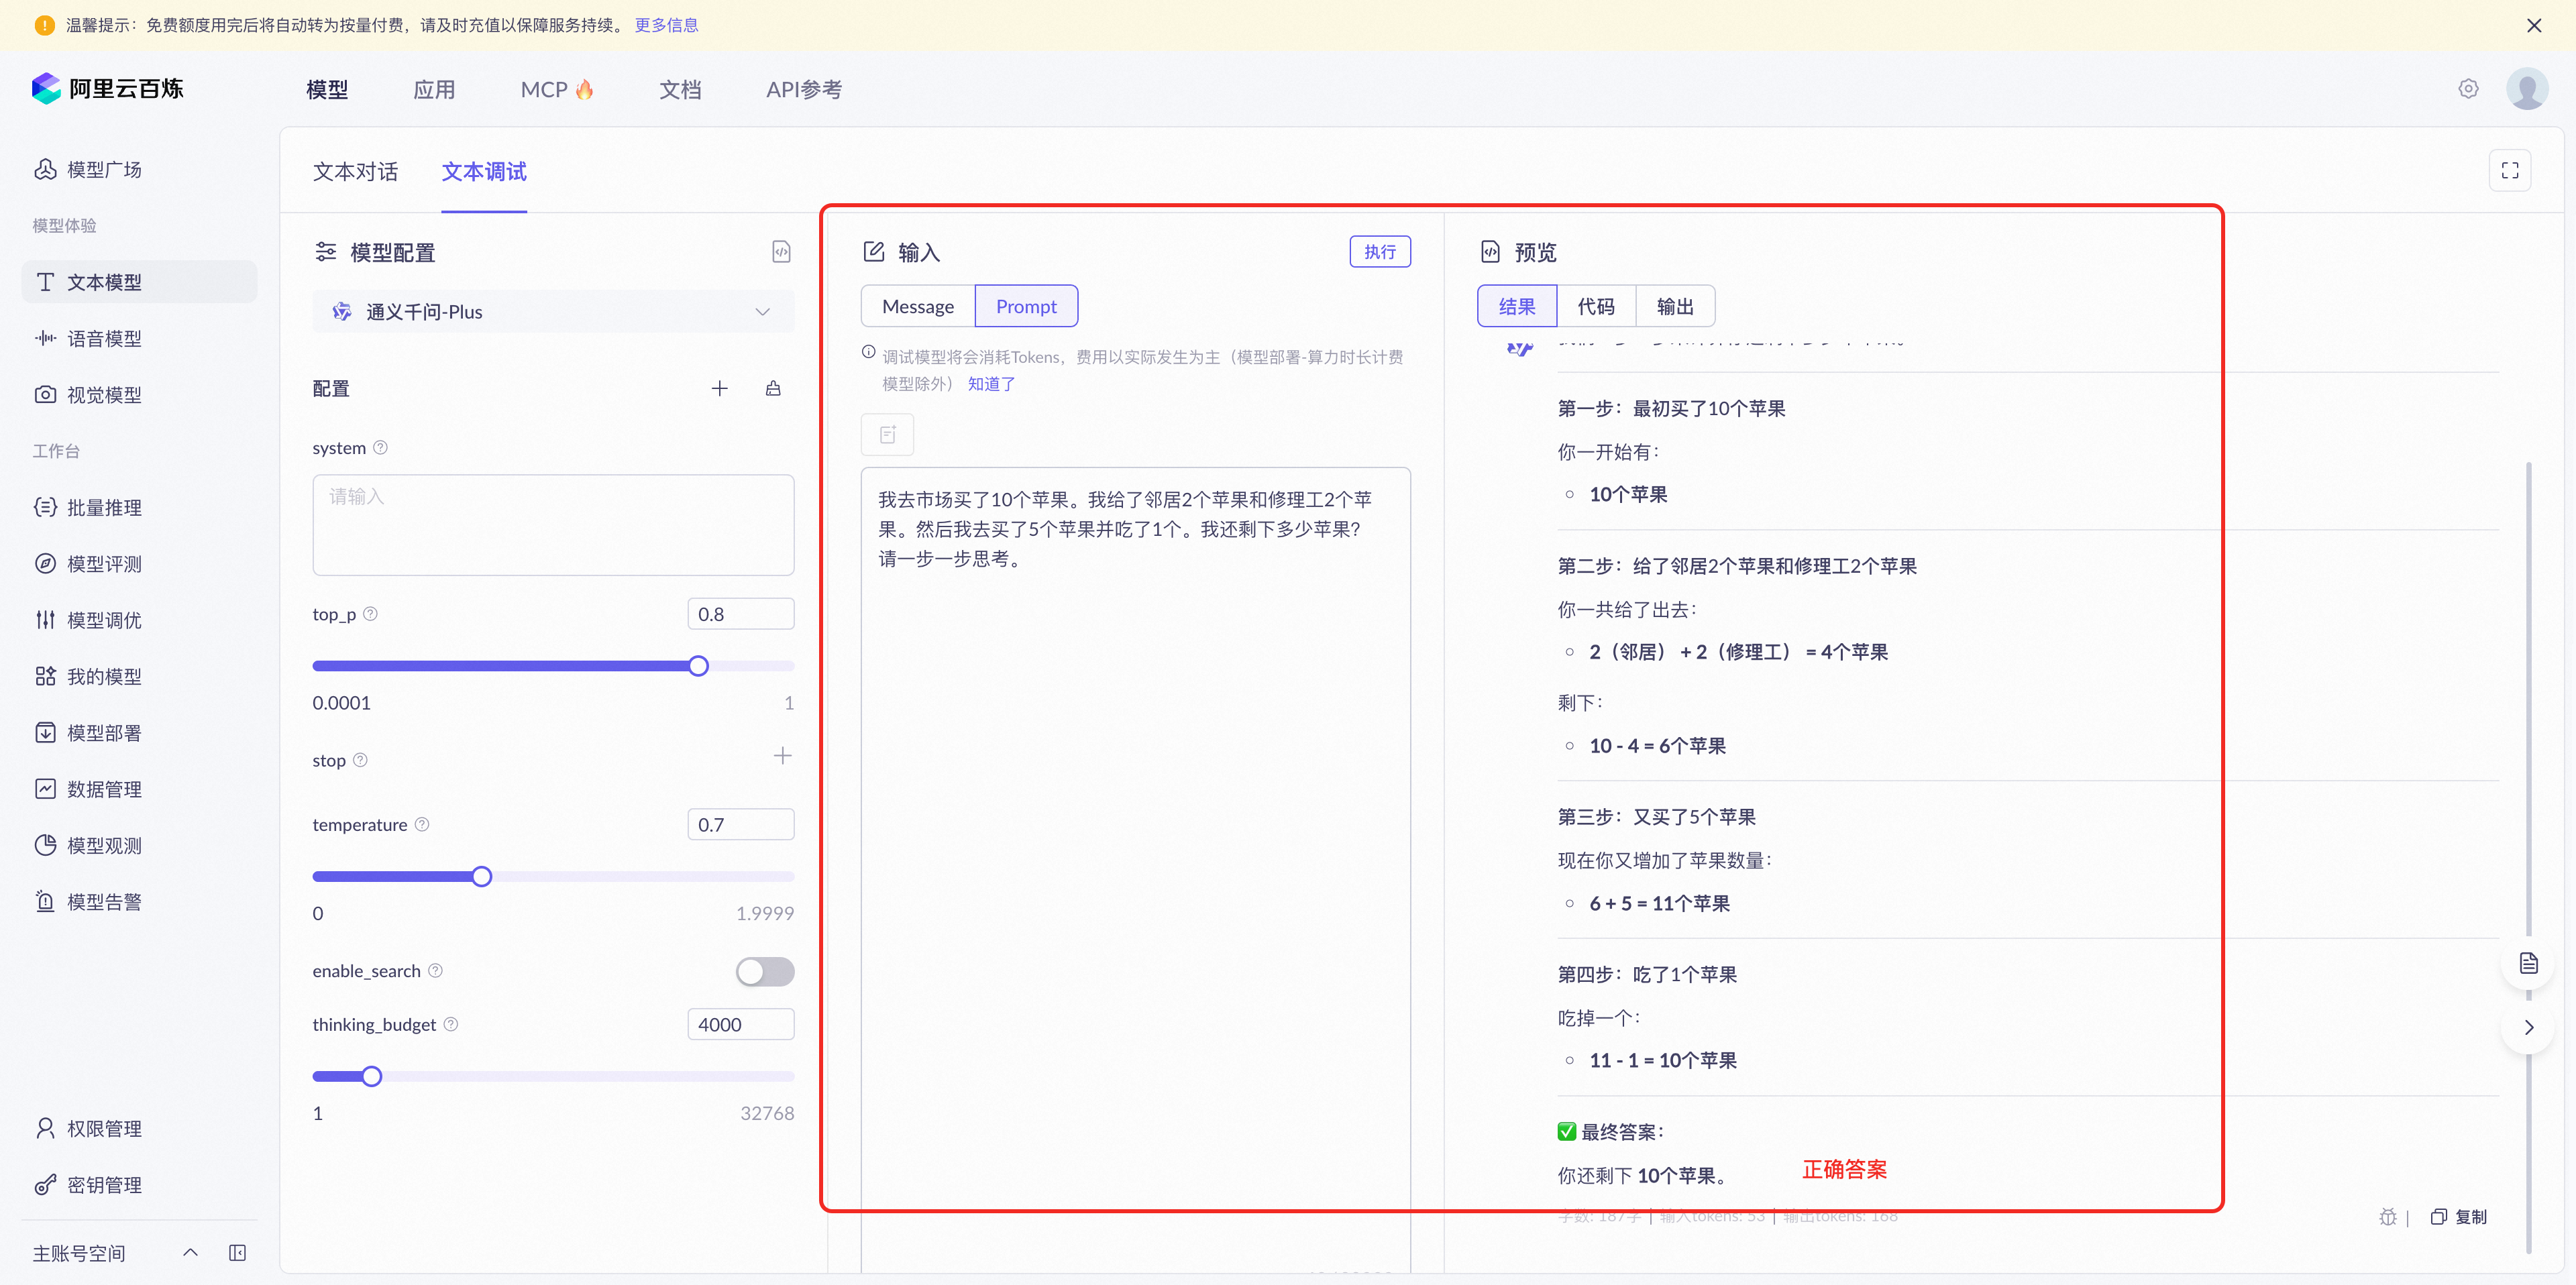 温馨提示：免费额度用完后将自动转为按量付费，请及时充值以保障服务持续。 更多信息
阿里云百炼
模型
应用
MCP
文档
API参考
模型广场
模型体验
文本模型
语音模型
视觉模型
工作台
批量推理
模型评测
模型调优
我的模型
模型部署
数据管理
模型观测
模型告警
权限管理
密钥管理
主账号空间
文本对话
文本调试
模型配置
通义千问-Plus
配置
system
请输入
top_p
0.8
0.0001
1
stop
temperature
0.7
0
1.9999
enable_search
thinking_budget
4000
1
32768
输入
执行
Message
Prompt
调试模型将会消耗Tokens，费用以实际发生为主（模型部署-算力时长计费
模型除外） 知道了
我去市场买了10个苹果。我给了邻居2个苹果和修理工2个苹
果。然后我去买了5个苹果并吃了1个。我还剩下多少苹果？
请一步一步思考。
预览
结果
代码
输出
第一步：最初买了10个苹果
你一开始有：
10个苹果
第二步：给了邻居2个苹果和修理工2个苹果
你一共给了出去：
2（邻居） + 2（修理工） = 4个苹果
剩下：
10 - 4 = 6个苹果
第三步：又买了5个苹果
现在你又增加了苹果数量：
6 + 5 = 11个苹果
第四步：吃了1个苹果
吃掉一个：
11 - 1 = 10个苹果
最终答案：
你还剩下 10个苹果。
正确答案
字数: 187字 | 输入tokens: 53 | 输出tokens: 168
复制